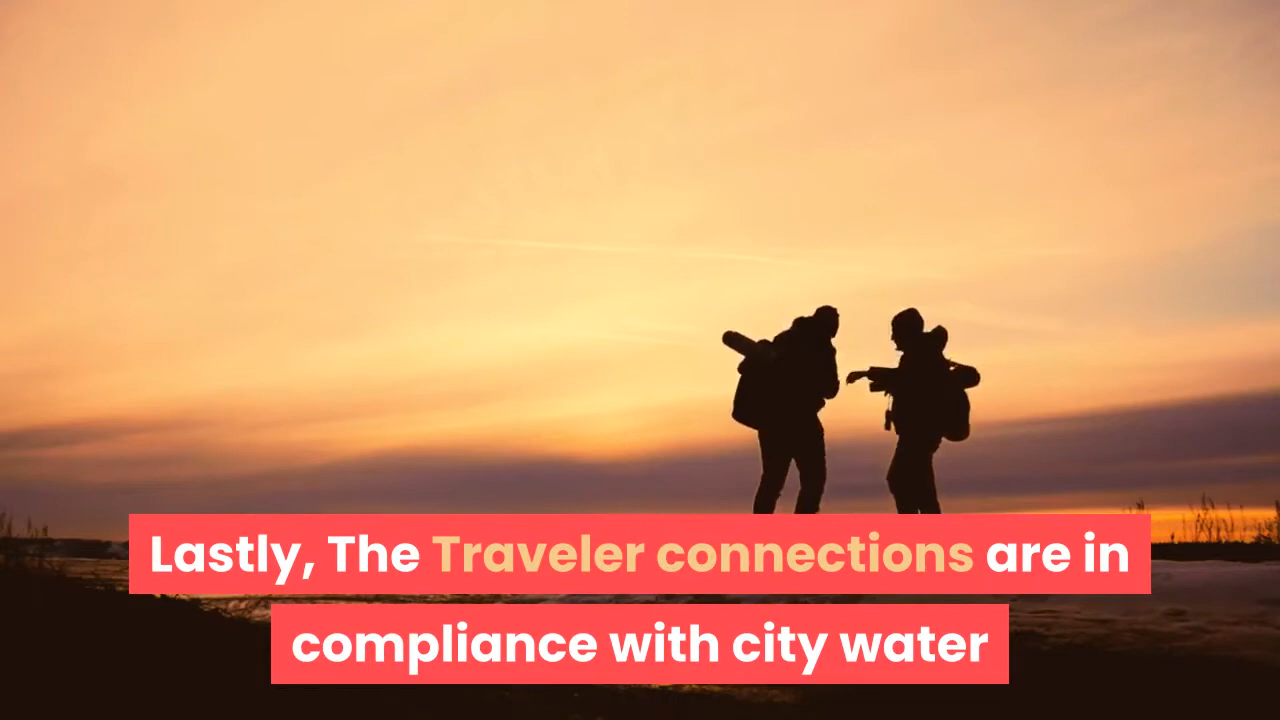 Lastly, The Traveler connections are in
compliance with city water